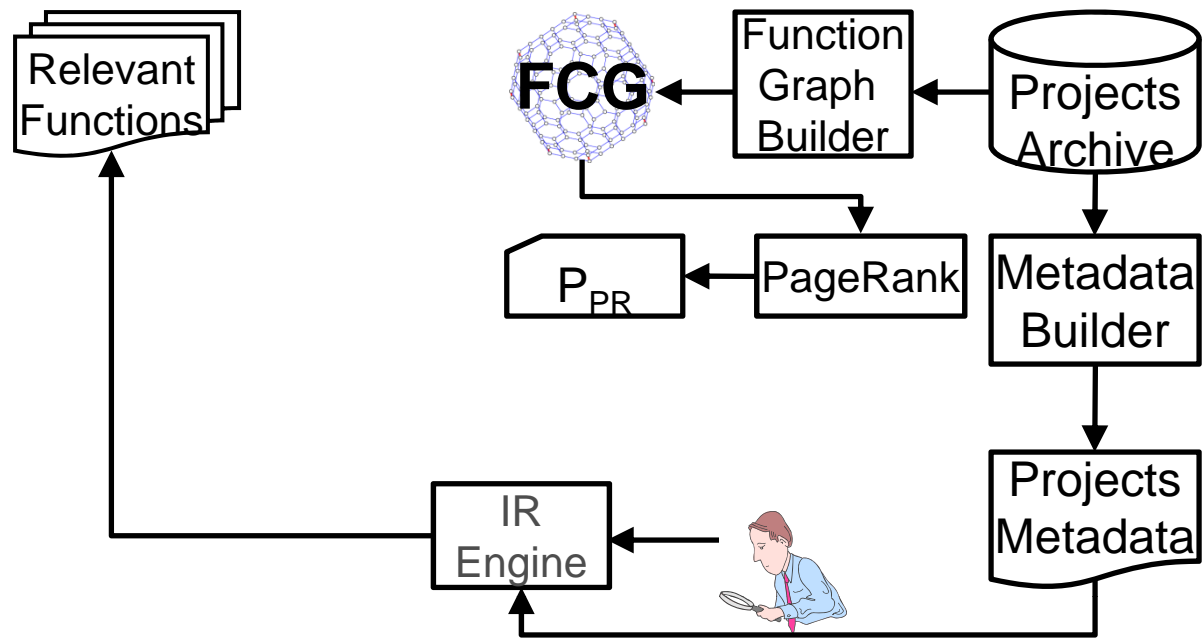 Relevant
Functions
FCG
Function
Graph
Builder
Projects
Archive
P_PR
PageRank
Metadata
Builder
Projects
Metadata
IR
Engine